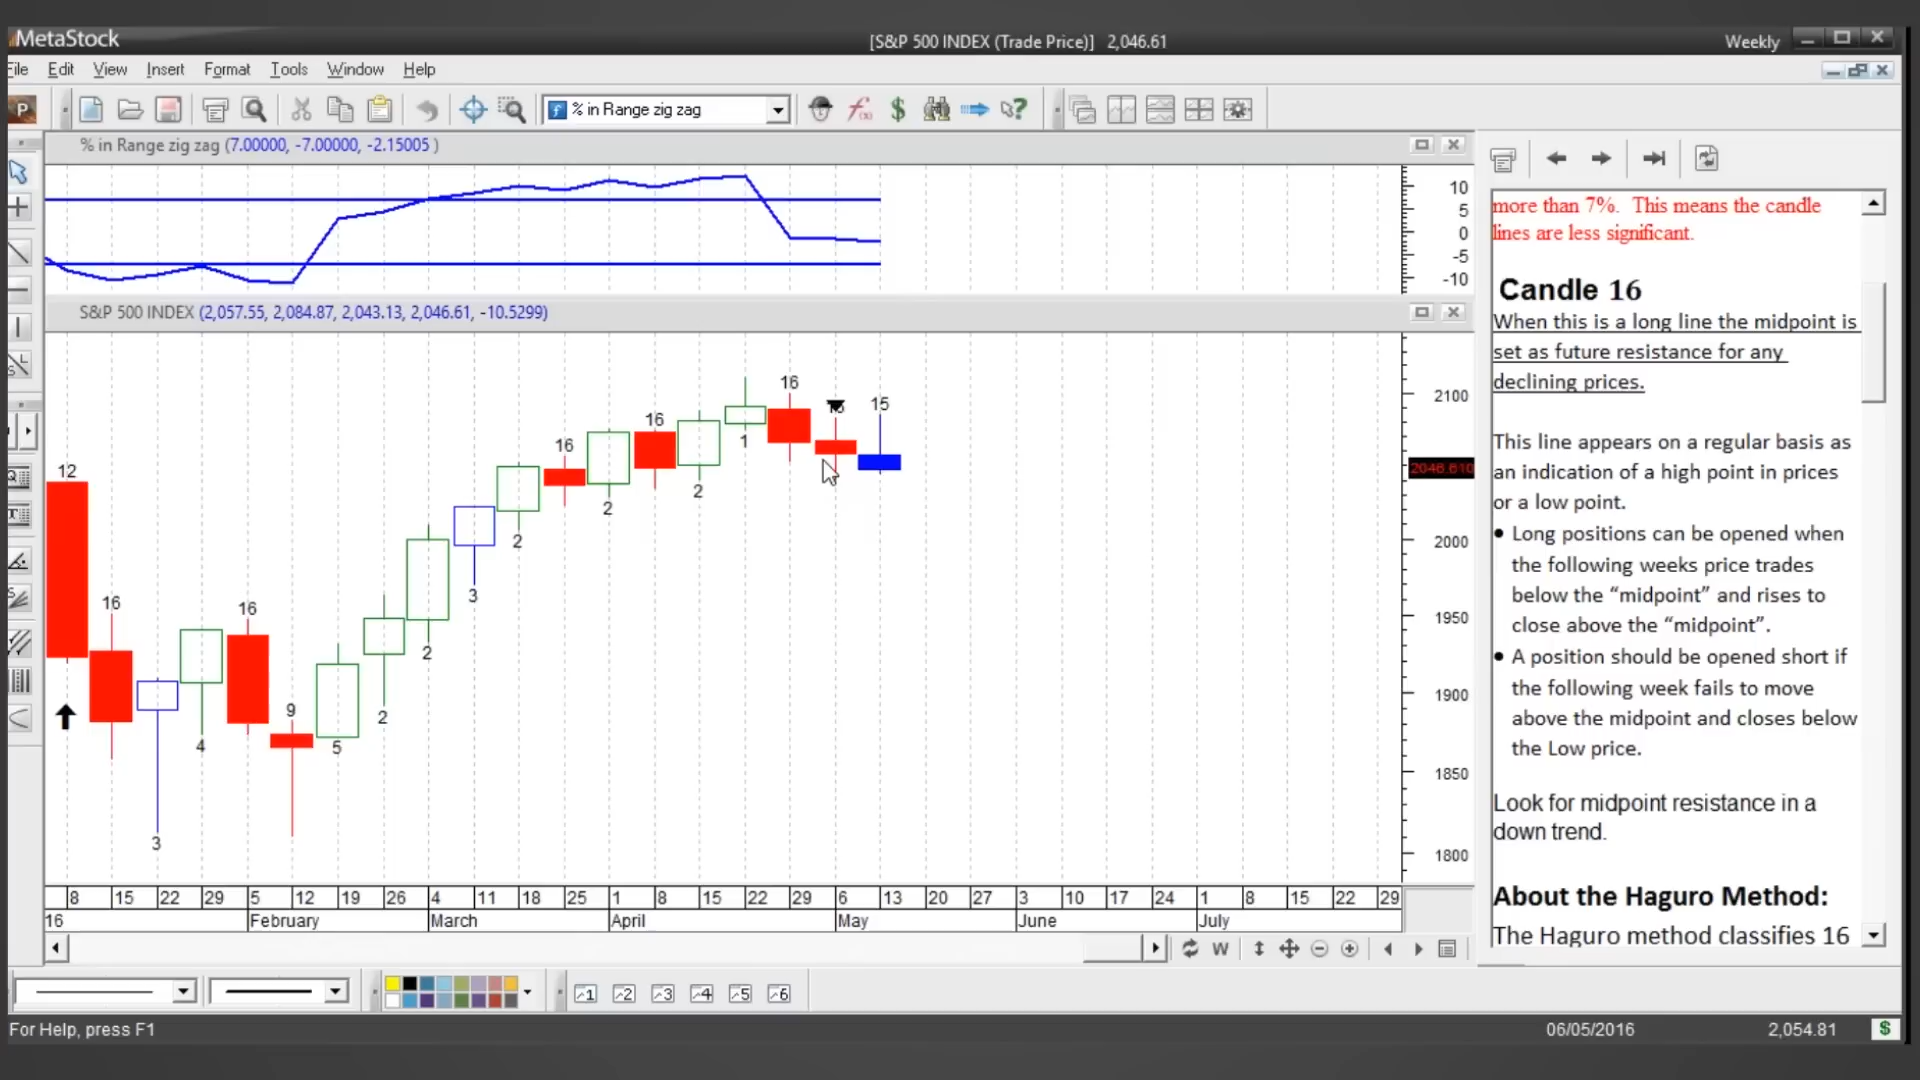 MetaStock
[S&P 500 INDEX (Trade Price)] 2,046.61
Weekly
File Edit View Insert Format Tools Window Help
P
% in Range zig zag
% in Range zig zag (7.00000, -7.00000, -2.15005 )
10
5
0
-5
-10
S&P 500 INDEX (2,057.55, 2,084.87, 2,043.13, 2,046.61, -10.5299)
12
16
3
4
16
9
5
2
2
3
2
16
2
16
2
1
16
15
2100
2046.610
2000
1950
1900
1850
1800
8 15 22 29 5 12 19 26 4 11 18 25 1 8 15 22 29 6 13 20 27 3 10 17 24 1 8 15 22 29
16 February March April May June July
W
1 2 3 4 5 6
more than 7%. This means the candle
lines are less significant.
Candle 16
When this is a long line the midpoint is
set as future resistance for any
declining prices.
This line appears on a regular basis as
an indication of a high point in prices
or a low point.
• Long positions can be opened when
the following weeks price trades
below the “midpoint” and rises to
close above the “midpoint”.
• A position should be opened short if
the following week fails to move
above the midpoint and closes below
the Low price.
Look for midpoint resistance in a
down trend.
About the Haguro Method:
The Haguro method classifies 16
For Help, press F1
06/05/2016
2,054.81
$